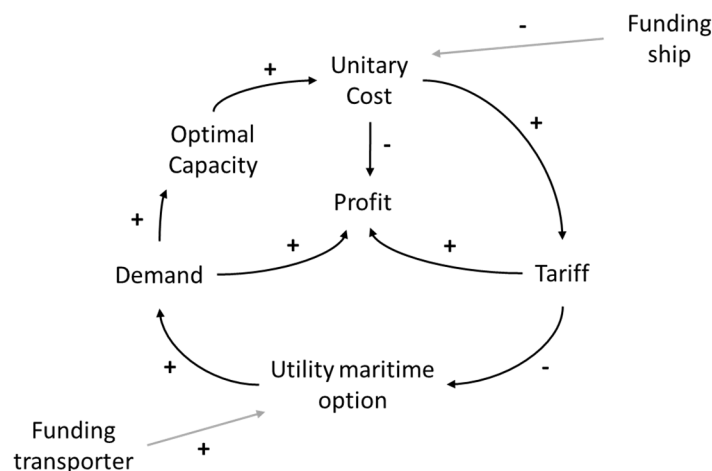 -
Funding
ship
Unitary
Cost
+
Optimal
Capacity
+
-
Profit
+
+
+
Demand
Tariff
Utility maritime
option
+
-
Funding
transporter
+